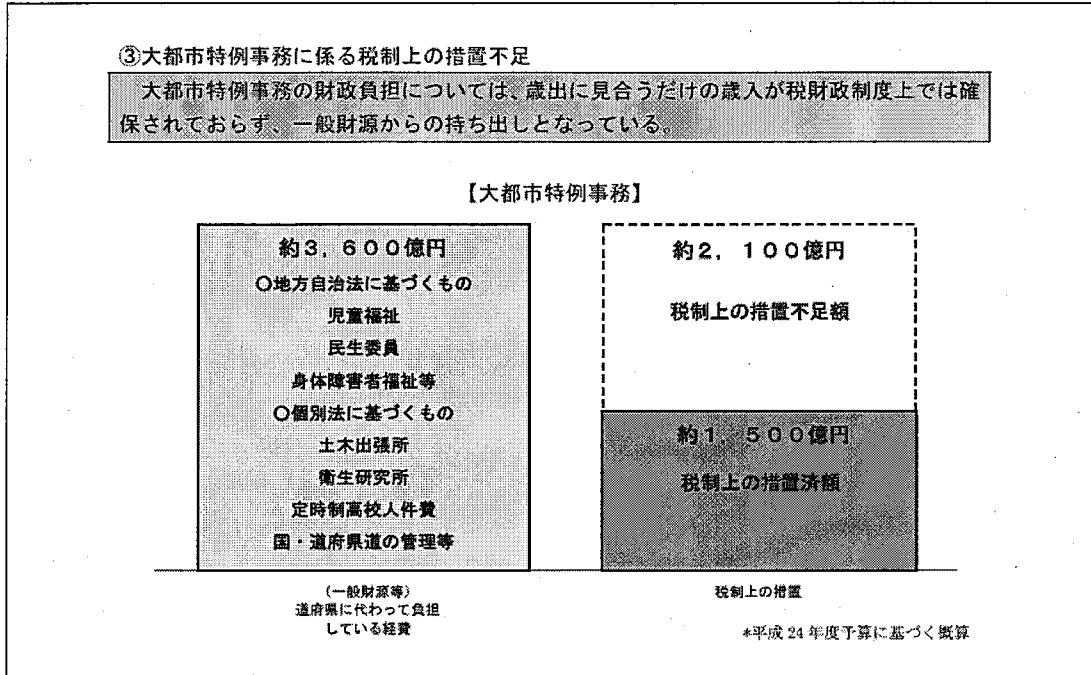 ③大都市特例事務に係る税制上の措置不足
大都市特例事務の財政負担については、歳出に見合うだけの歳入が税財政制度上では確
保されておらず、一般財源からの持ち出しとなっている。
【大都市特例事務】
約3，600億円
○地方自治法に基づくもの
児童福祉
民生委員
身体障害者福祉等
○個別法に基づくもの
土木出張所
衛生研究所
定時制高校人件費
国・道府県道の管理等
（一般財源等）
道府県に代わって負担
している経費
約2，100億円
税制上の措置不足額
約1，500億円
税制上の措置済額
税制上の措置
*平成24年度予算に基づく概算